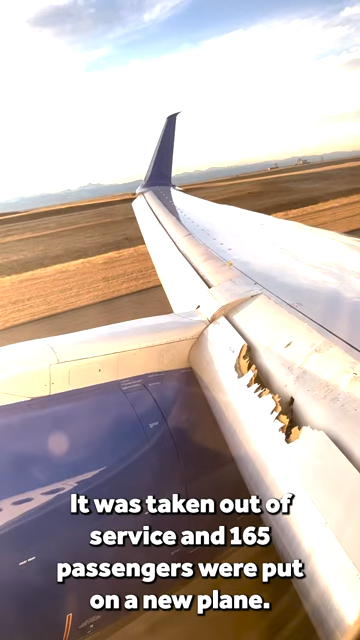 It was taken out of
service and 165
passengers were put
on a new plane.